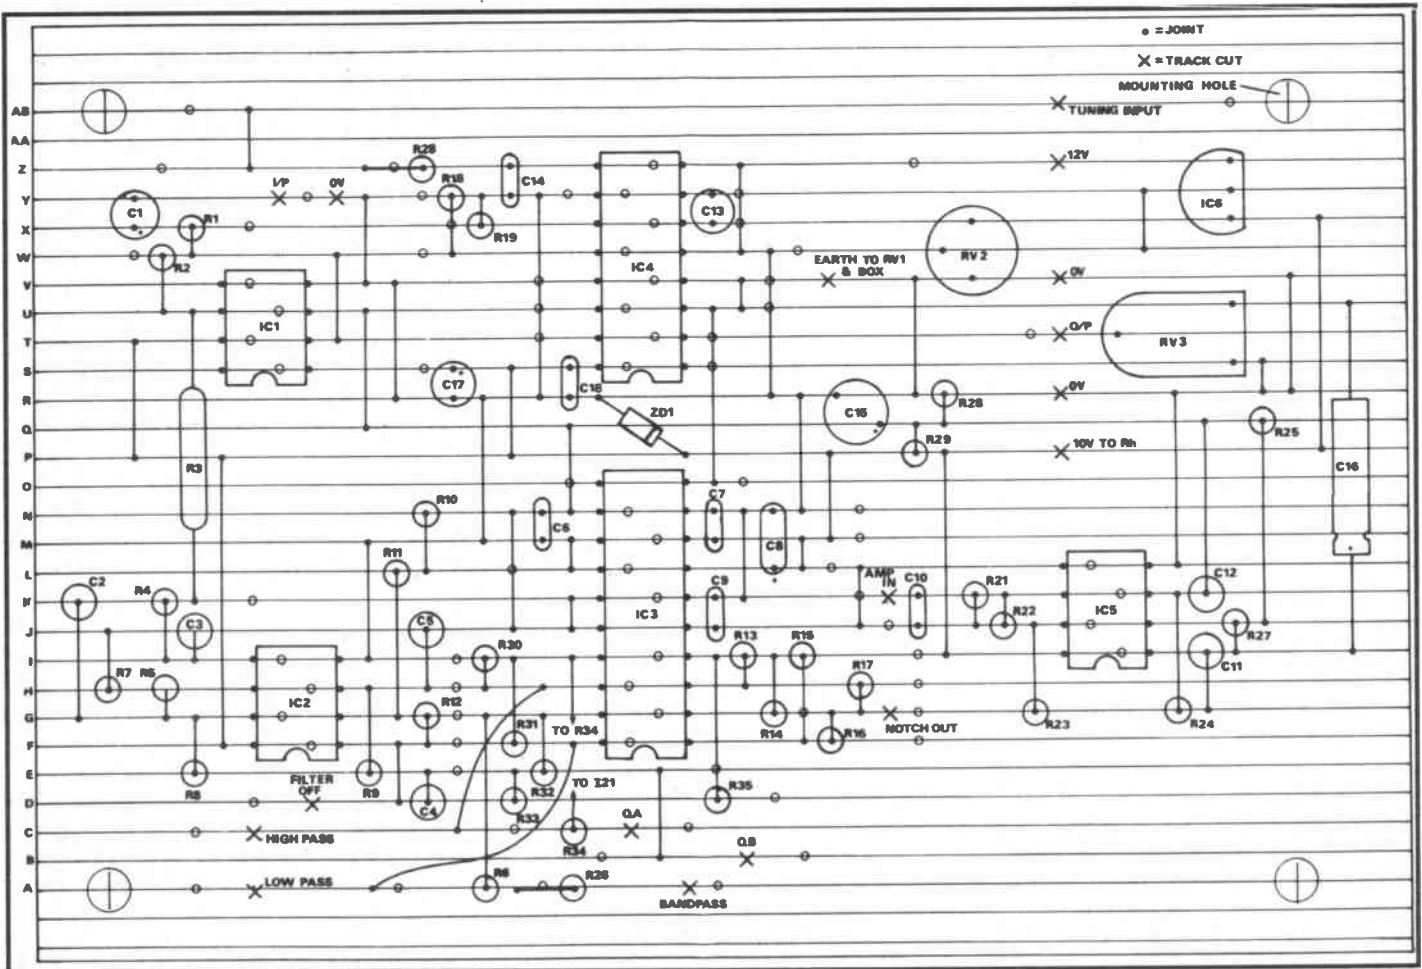 ● = JOINT
X = TRACK CUT
MOUNTING HOLE
TUNING INPUT
AB
AA
Z
Y
X
W
V
U
T
S
R
Q
P
O
N
M
L
K
J
I
H
G
F
E
D
C
B
A
12V
R28
C14
I/P
0V
R18
C1
R1
R19
C13
IC6
R2
IC4
EARTH TO RV1
& BOX
RV2
0V
IC1
O/P
RV3
C17
C18
ZD1
C15
R28
0V
R29
R25
10V TO Rh
R3
C16
R10
C6
C7
C8
R11
C2
R4
C3
C5
IC3
C9
AMP
IN
C10
R21
R22
IC5
C12
R27
C11
R7
R5
R30
R13
R15
R17
IC2
R12
R31
TO R34
R14
R16
NOTCH OUT
R23
R24
R8
FILTER
OFF
R9
C4
R32
R33
TO I21
R35
HIGH PASS
Q.A
R34
Q.B
LOW PASS
R6
R26
BANDPASS